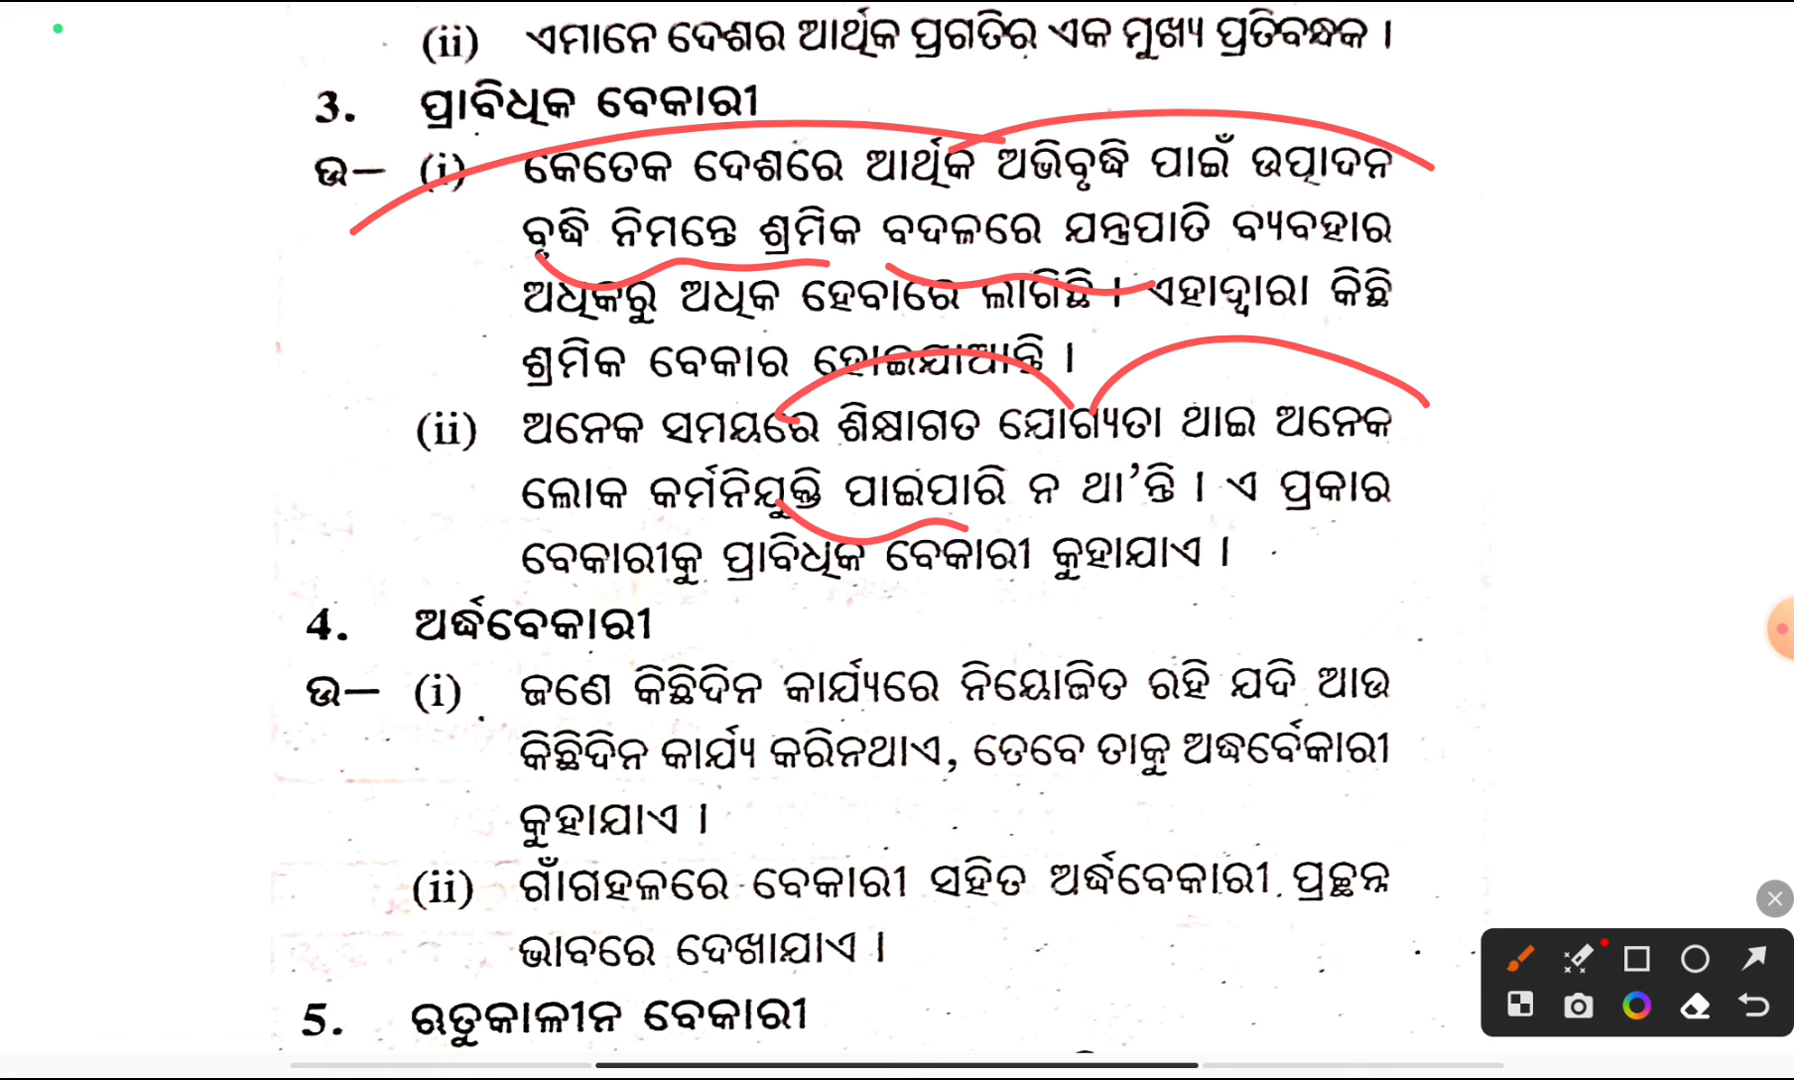 (ii) ଏମାନେ ଦେଶର ଆର୍ଥିକ ପ୍ରଗତିର ଏକ ମୁଖ୍ୟ ପ୍ରତିବନ୍ଧକ ।
3. ପ୍ରାବିଧିକ ବେକାରୀ
ଉ— (i) କେତେକ ଦେଶରେ ଆର୍ଥିକ ଅଭିବୃଦ୍ଧି ପାଇଁ ଉତ୍ପାଦନ
ବୃଦ୍ଧି ନିମନ୍ତେ ଶ୍ରମିକ ବଦଳରେ ଯନ୍ତ୍ରପାତି ବ୍ୟବହାର
ଅଧିକରୁ ଅଧିକ ହେବାରେ ଲାଗିଛି । ଏହାଦ୍ୱାରା କିଛି
ଶ୍ରମିକ ବେକାର ହୋଇଯାଆନ୍ତି ।
(ii) ଅନେକ ସମୟରେ ଶିକ୍ଷାଗତ ଯୋଗ୍ୟତା ଥାଇ ଅନେକ
ଲୋକ କର୍ମନିଯୁକ୍ତି ପାଇପାରି ନ ଥା'ନ୍ତି । ଏ ପ୍ରକାର
ବେକାରୀକୁ ପ୍ରାବିଧିକ ବେକାରୀ କୁହାଯାଏ ।
4. ଅର୍ଦ୍ଧବେକାରୀ
ଉ— (i) ଜଣେ କିଛିଦିନ କାର୍ଯ୍ୟରେ ନିୟୋଜିତ ରହି ଯଦି ଆଉ
କିଛିଦିନ କାର୍ଯ୍ୟ କରିନଥାଏ, ତେବେ ତାକୁ ଅଦ୍ଧର୍ବେକାରୀ
କୁହାଯାଏ ।
(ii) ଗାଁଗହଳରେ ବେକାରୀ ସହିତ ଅର୍ଦ୍ଧବେକାରୀ ପ୍ରଚ୍ଛନ୍ନ
ଭାବରେ ଦେଖାଯାଏ ।
5. ଋତୁକାଳୀନ ବେକାରୀ